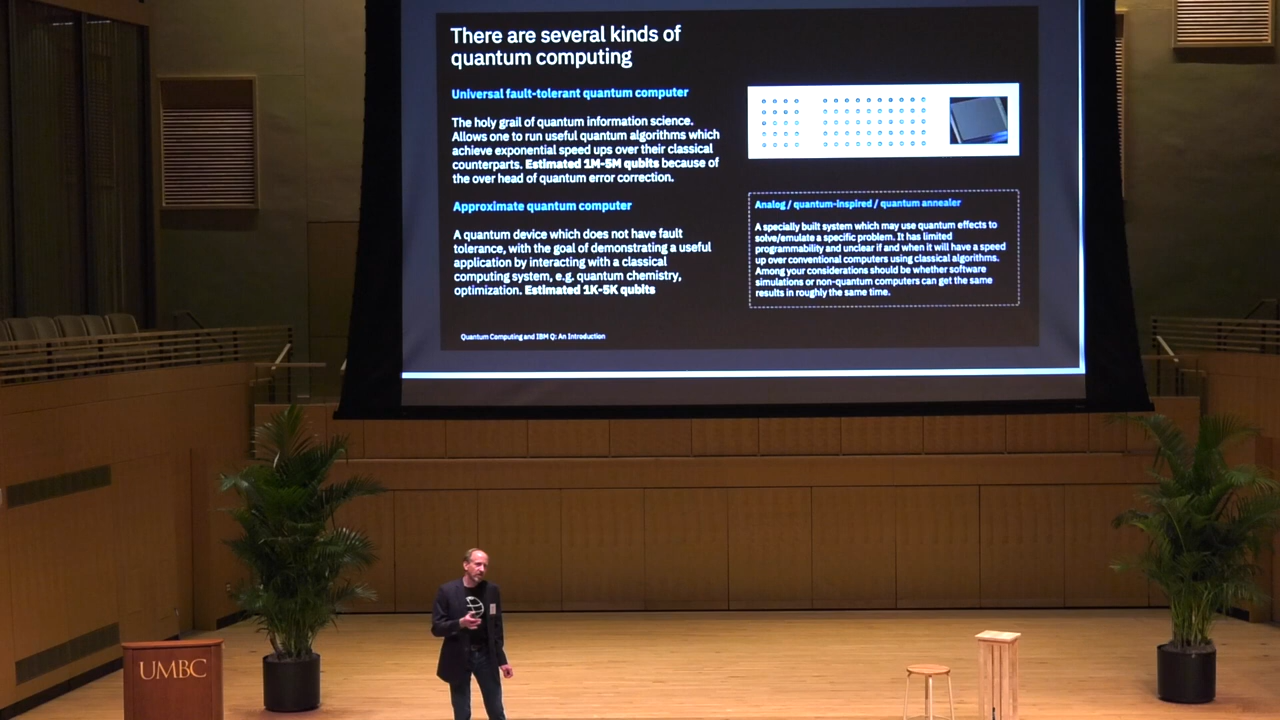 There are several kinds of
quantum computing
Universal fault-tolerant quantum computer
The holy grail of quantum information science.
Allows one to run useful quantum algorithms which
achieve exponential speed ups over their classical
counterparts. Estimated 1M-5M qubits because of
the over head of quantum error correction.
Approximate quantum computer
A quantum device which does not have fault
tolerance, with the goal of demonstrating a useful
application by interacting with a classical
computing system, e.g. quantum chemistry,
optimization. Estimated 1K-5K qubits
Analog / quantum-inspired / quantum annealer
A specially built system which may use quantum effects to
solve/emulate a specific problem. It has limited
programmability and unclear if and when it will have a speed
up over conventional computers using classical algorithms.
Among your considerations should be whether software
simulations or non-quantum computers can get the same
results in roughly the same time.
Quantum Computing and IBM Q: An Introduction
UMBC